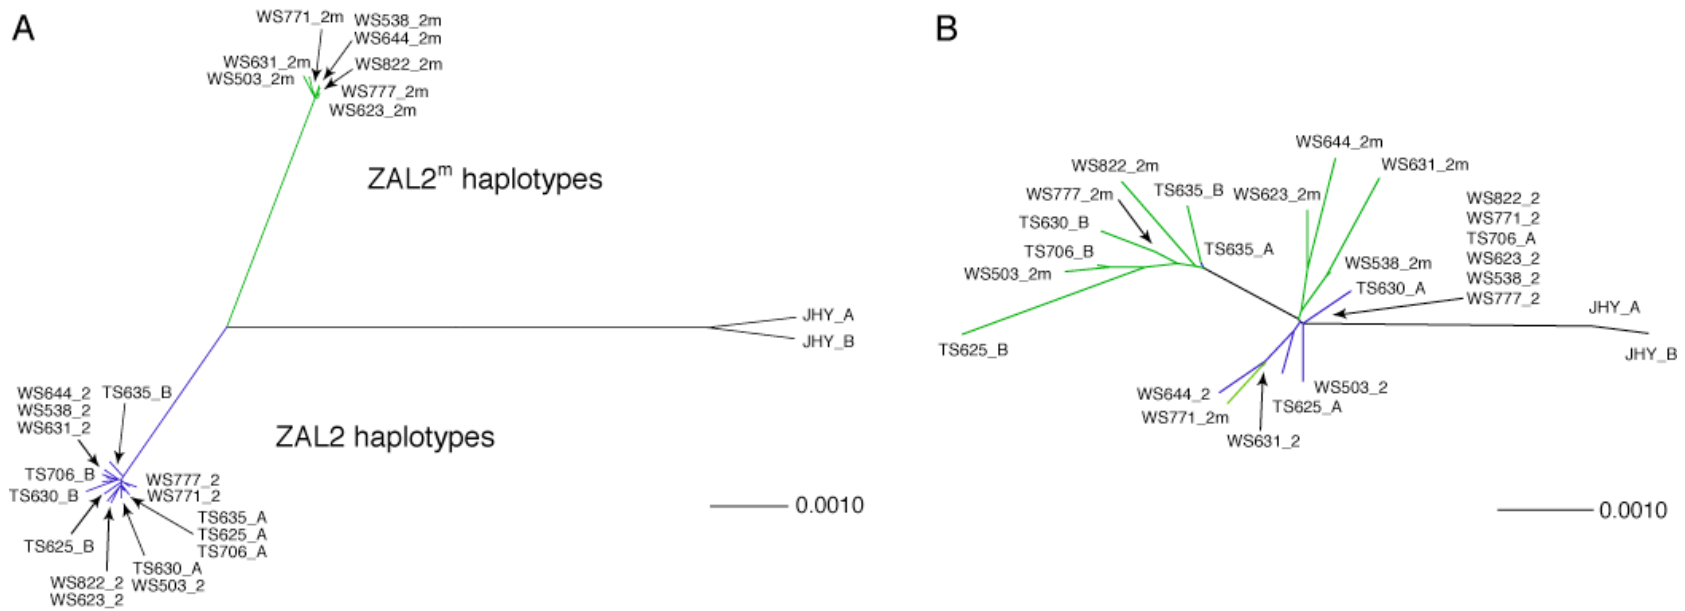 A
WS771_2m
WS538_2m
WS644_2m
WS631_2m
WS822_2m
WS503_2m
WS777_2m
WS623_2m
ZAL2m haplotypes
JHY_A
JHY_B
WS644_2
TS635_B
WS538_2
WS631_2
ZAL2 haplotypes
TS706_B
WS777_2
TS630_B
WS771_2
0.0010
TS635_A
TS625_A
TS625_B
TS706_A
TS630_A
WS822_2
WS503_2
WS623_2
B
WS644_2m
WS822_2m
WS631_2m
WS777_2m
TS635_B
WS623_2m
WS822_2
WS771_2
TS630_B
TS706_A
TS706_B
TS635_A
WS623_2
WS503_2m
WS538_2m
WS538_2
TS630_A
WS777_2
JHY_A
TS625_B
JHY_B
WS644_2
WS503_2
WS771_2m
TS625_A
WS631_2
0.0010